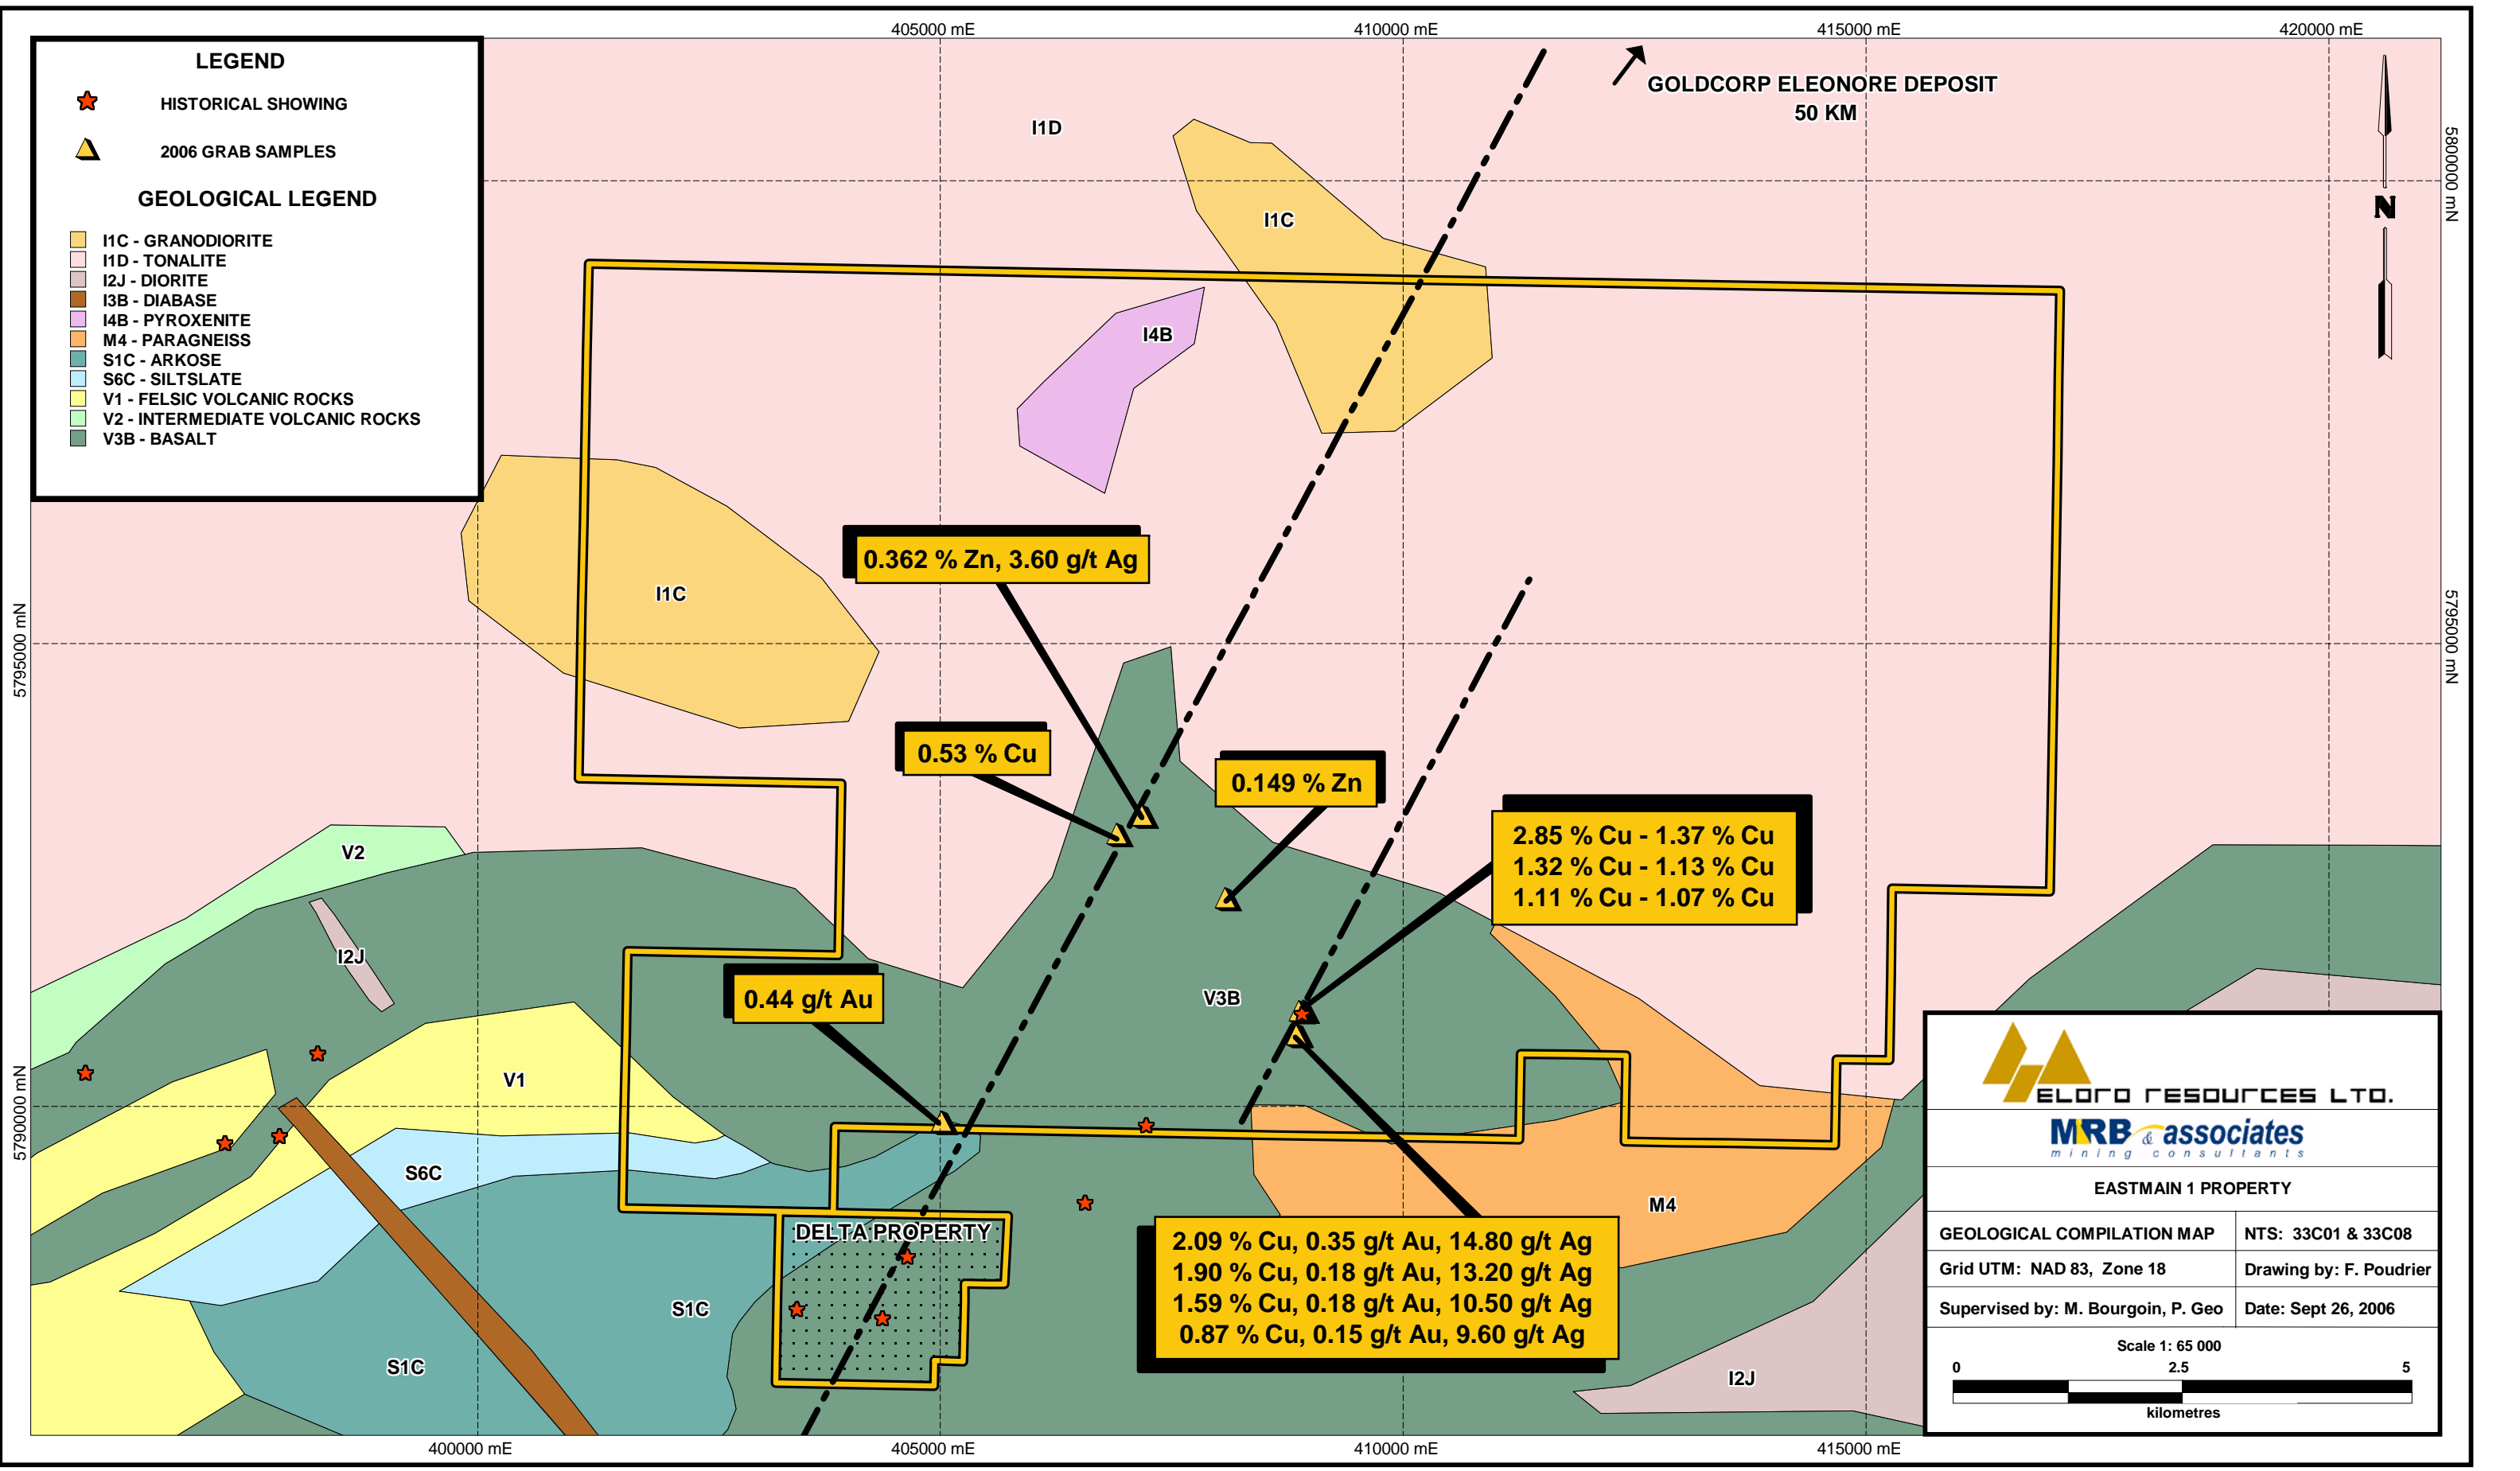 405000 mE
410000 mE
415000 mE
420000 mE
LEGEND
HISTORICAL SHOWING
2006 GRAB SAMPLES
GEOLOGICAL LEGEND
I1C - GRANODIORITE
I1D - TONALITE
I2J - DIORITE
I3B - DIABASE
I4B - PYROXENITE
M4 - PARAGNEISS
S1C - ARKOSE
S6C - SILTSLATE
V1 - FELSIC VOLCANIC ROCKS
V2 - INTERMEDIATE VOLCANIC ROCKS
V3B - BASALT
GOLDCORP ELEONORE DEPOSIT
50 KM
I1D
5800000 mN
N
I1C
I4B
0.362 % Zn, 3.60 g/t Ag
I1C
5795000 mN
5795000 mN
0.53 % Cu
0.149 % Zn
2.85 % Cu - 1.37 % Cu
1.32 % Cu - 1.13 % Cu
1.11 % Cu - 1.07 % Cu
V2
I2J
0.44 g/t Au
V3B
V1
5790000 mN
S6C
M4
DELTA PROPERTY
2.09 % Cu, 0.35 g/t Au, 14.80 g/t Ag
1.90 % Cu, 0.18 g/t Au, 13.20 g/t Ag
1.59 % Cu, 0.18 g/t Au, 10.50 g/t Ag
0.87 % Cu, 0.15 g/t Au, 9.60 g/t Ag
S1C
S1C
I2J
ELORO RESOURCES LTD.
MRB & associates
mining consultants
EASTMAIN 1 PROPERTY
GEOLOGICAL COMPILATION MAP
NTS: 33C01 & 33C08
Grid UTM: NAD 83, Zone 18
Drawing by: F. Poudrier
Supervised by: M. Bourgoin, P. Geo
Date: Sept 26, 2006
Scale 1: 65 000
0 2.5 5
kilometres
400000 mE
405000 mE
410000 mE
415000 mE